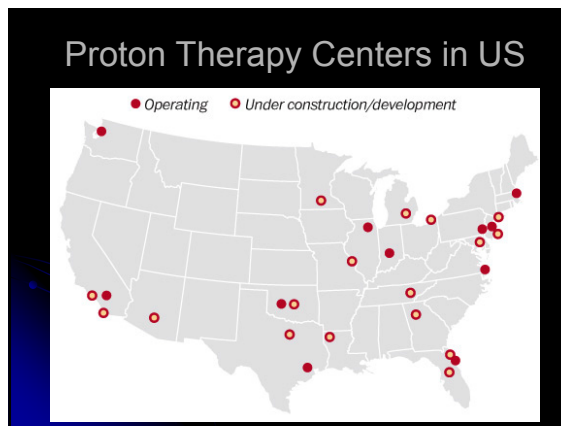 Proton Therapy Centers in US
Operating Under construction/development